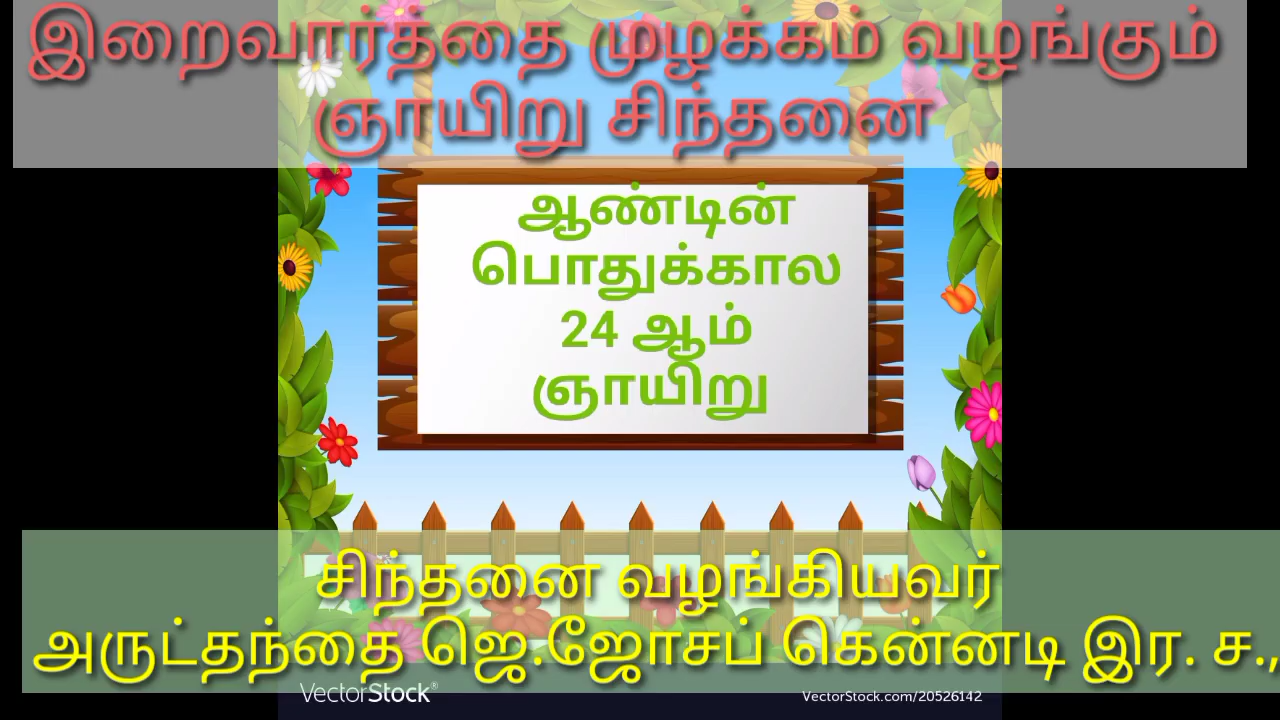 இறைவார்த்தை முழக்கம் வழங்கும்
ஞாயிறு சிந்தனை
ஆண்டின்
பொதுக்கால
24 ஆம்
ஞாயிறு
சிந்தனை வழங்கியவர்
அருட்தந்தை ஜெ.ஜோசப் கென்னடி இர. ச.,
VectorStock®
VectorStock.com/20526142